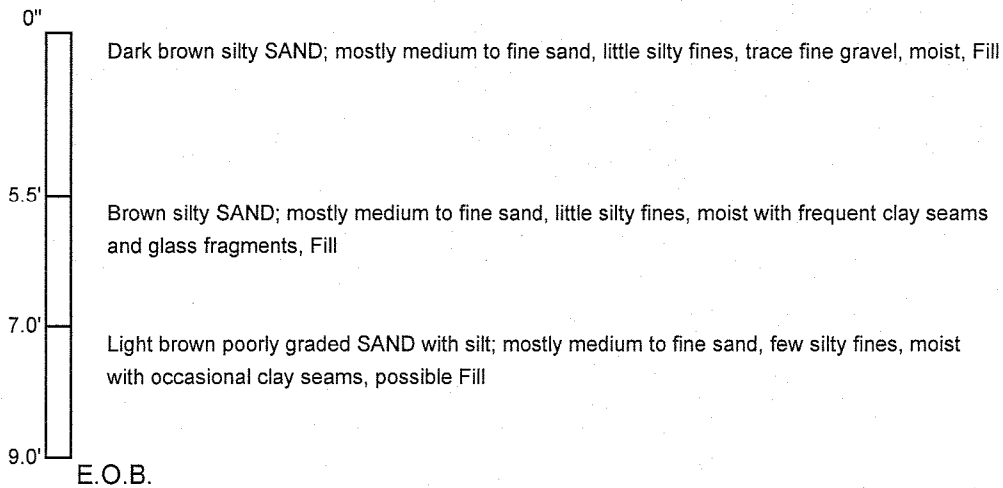 0"
Dark brown silty SAND; mostly medium to fine sand, little silty fines, trace fine gravel, moist, Fill
5.5'
Brown silty SAND; mostly medium to fine sand, little silty fines, moist with frequent clay seams
and glass fragments, Fill
7.0'
Light brown poorly graded SAND with silt; mostly medium to fine sand, few silty fines, moist
with occasional clay seams, possible Fill
9.0'
E.O.B.